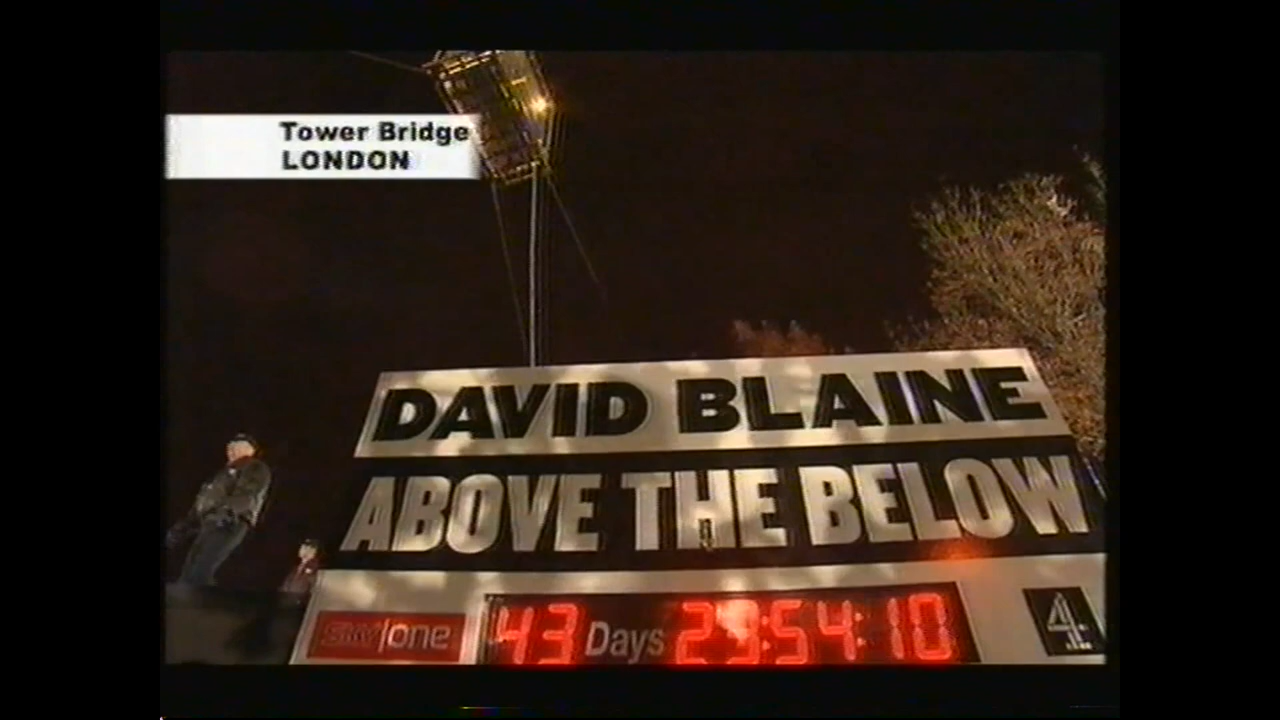 Tower Bridge
LONDON
DAVID BLAINE
ABOVE THE BELOW
sky one
43 Days 23:54:10
4